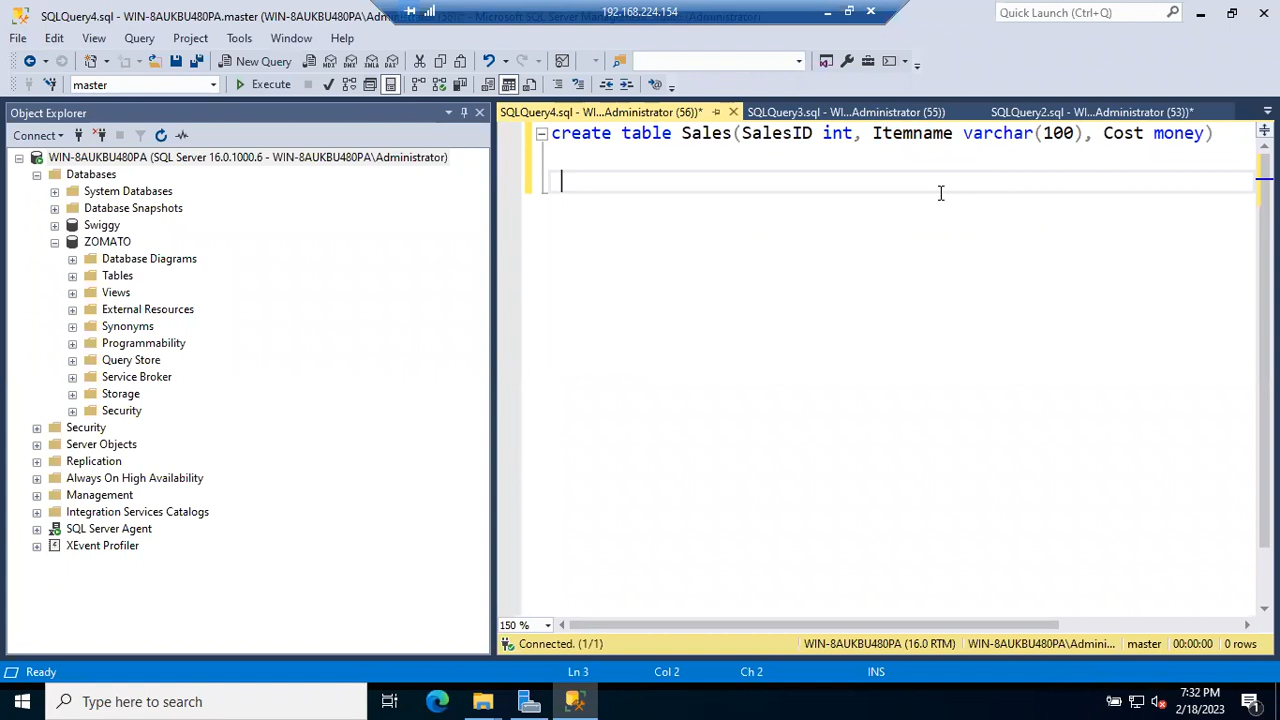 SQLQuery4.sql - WIN-8AUKBU480PA.master (WIN-8AUKBU480PA\Administrator (56))* - Microsoft SQL Server Man
192.168.224.154
Quick Launch (Ctrl+Q)
File Edit View Query Project Tools Window Help
New Query MDX DMX XMLA DAX
master Execute
Object Explorer
SQLQuery4.sql - WI...Administrator (56))* SQLQuery3.sql - WI...Administrator (55)) SQLQuery2.sql - WI...Administrator (53))*
Connect
create table Sales(SalesID int, Itemname varchar(100), Cost money)
WIN-8AUKBU480PA (SQL Server 16.0.1000.6 - WIN-8AUKBU480PA\Administrator)
Databases
System Databases
Database Snapshots
Swiggy
ZOMATO
Database Diagrams
Tables
Views
External Resources
Synonyms
Programmability
Query Store
Service Broker
Storage
Security
Security
Server Objects
Replication
Always On High Availability
Management
Integration Services Catalogs
SQL Server Agent
XEvent Profiler
150 %
Connected. (1/1) WIN-8AUKBU480PA (16.0 RTM) WIN-8AUKBU480PA\Admini... master 00:00:00 0 rows
Ready Ln 3 Col 2 Ch 2 INS
Type here to search
7:32 PM
2/18/2023
1